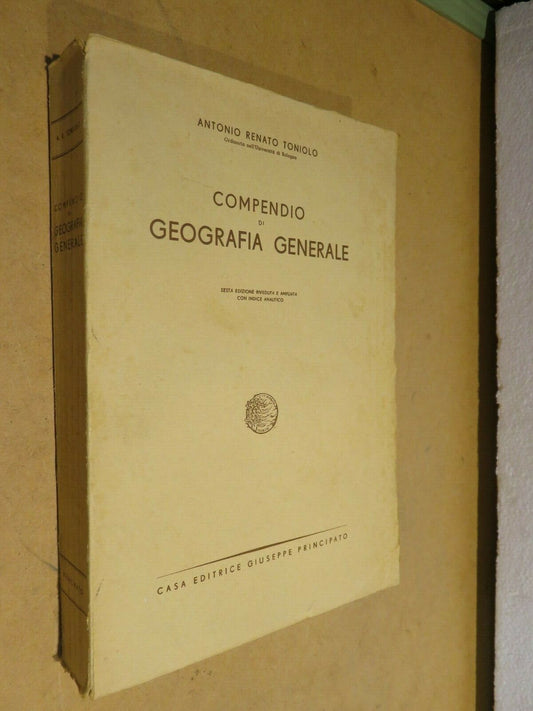 ANTONIO RENATO TONIOLO
Ordinario nell'Università di Bologna
COMPENDIO
DI
GEOGRAFIA GENERALE
SESTA EDIZIONE RIVEDUTA E AMPLIATA
CON INDICE ANALITICO
CASA EDITRICE GIUSEPPE PRINCIPATO
COMPENDIO
GEOGRAFIA
GENERALE